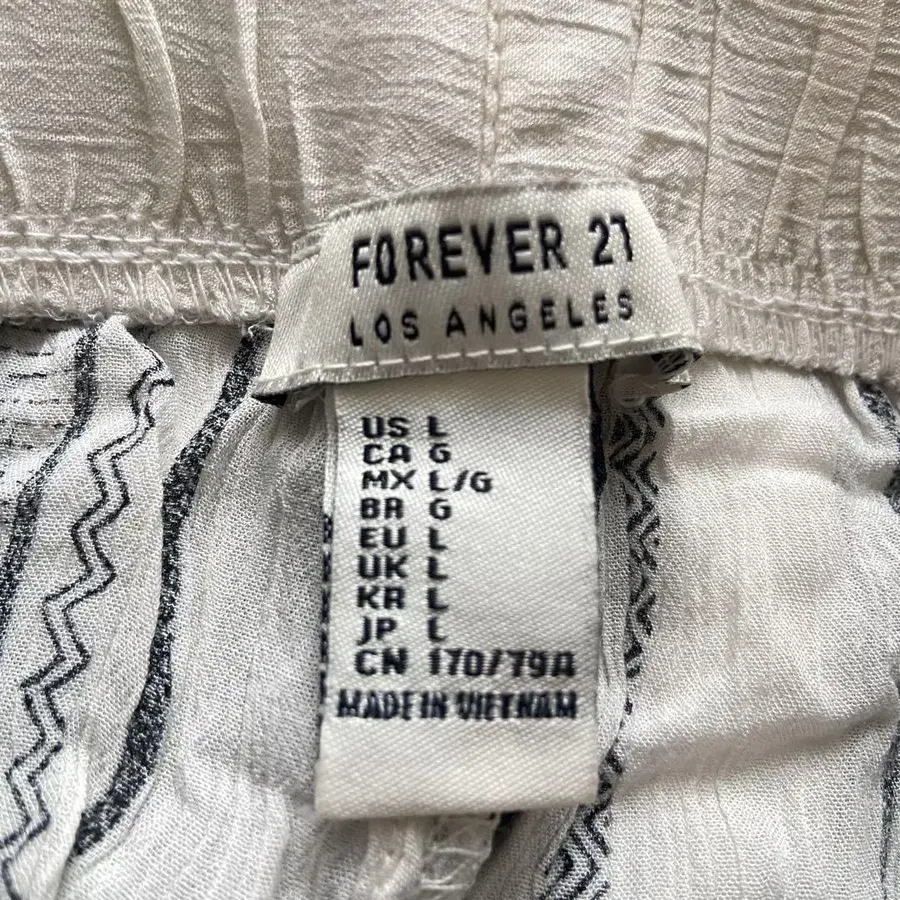 FOREVER 21
LOS ANGELES
US L
CA G
MX L/G
BR G
EU L
UK L
KR L
JP L
CN 170/79A
MADE IN VIETNAM